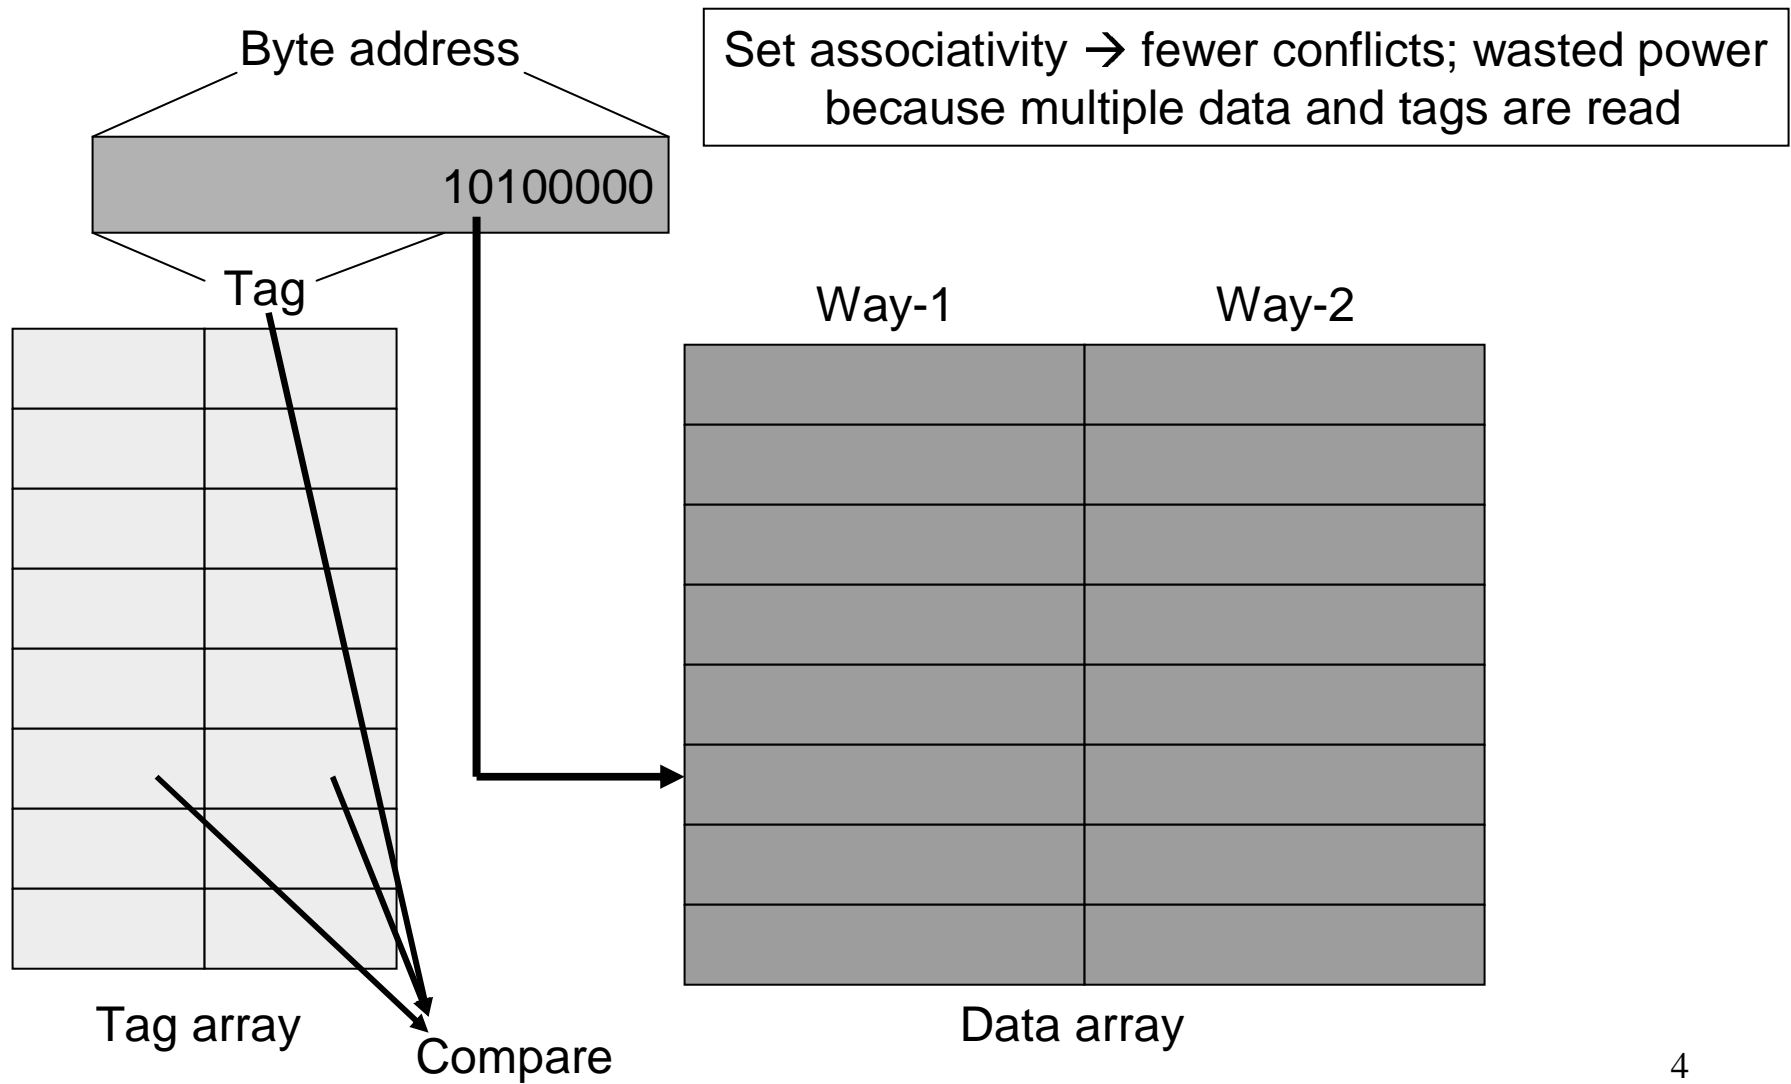 Byte address
Set associativity → fewer conflicts; wasted power
because multiple data and tags are read
10100000
Tag
Way-1
Way-2
Tag array
Data array
Compare
4